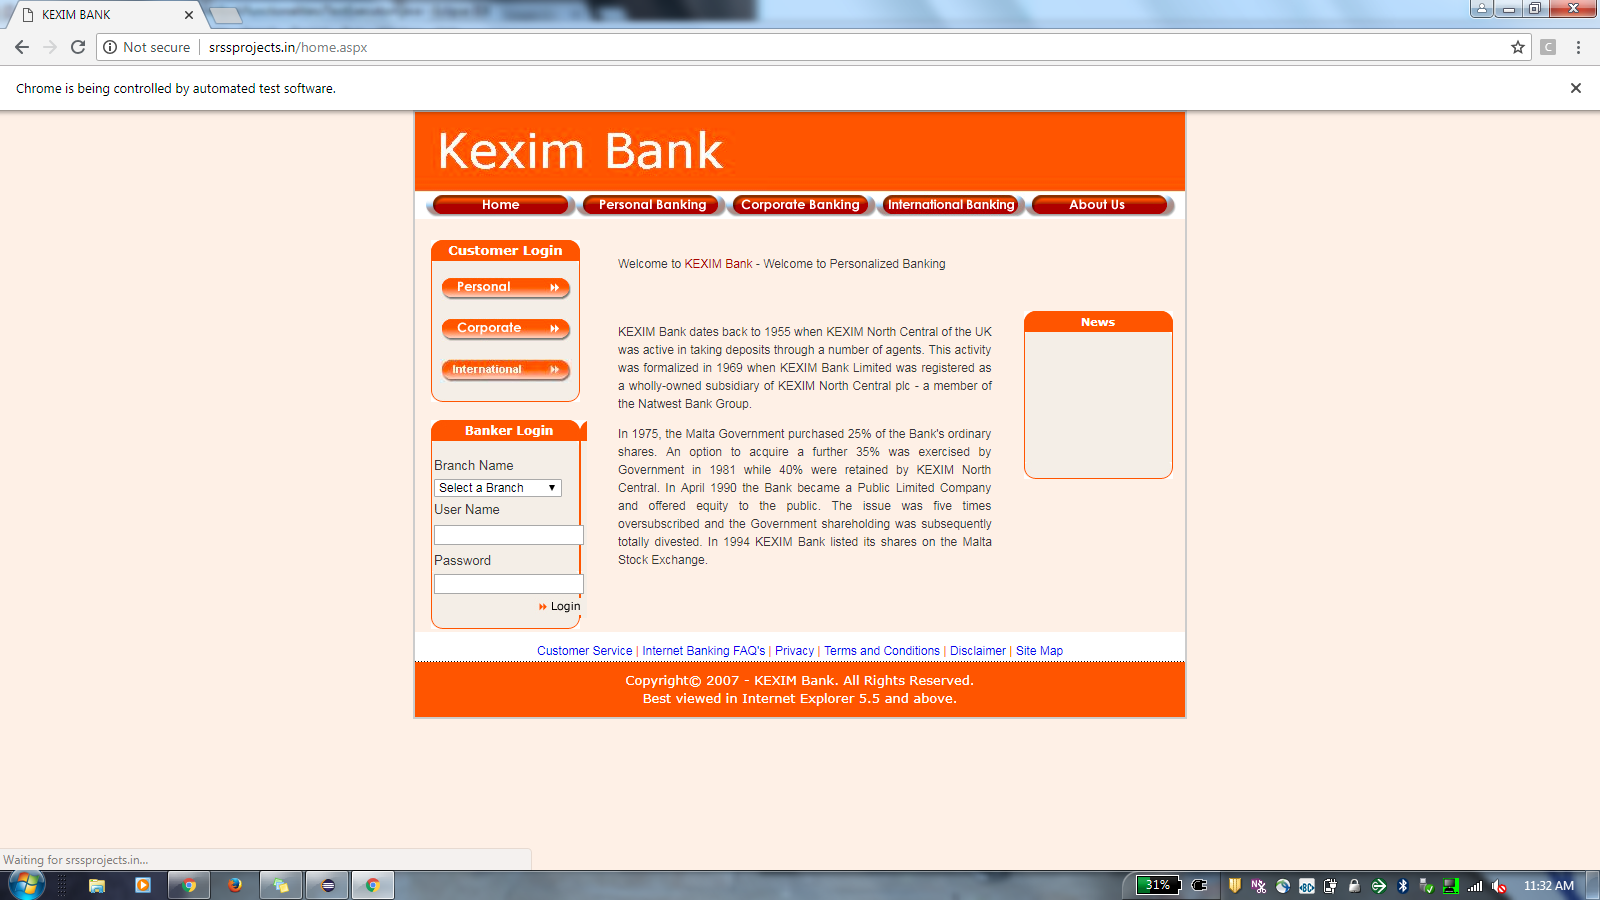 KEXIM BANK
Not secure
srssprojects.in/home.aspx
C
Chrome is being controlled by automated test software.
Kexim Bank
Home
Personal Banking
Corporate Banking
International Banking
About Us
Customer Login
Personal
Corporate
International
Banker Login
Branch Name
Select a Branch
User Name
Password
Login
Welcome to KEXIM Bank - Welcome to Personalized Banking
KEXIM Bank dates back to 1955 when KEXIM North Central of the UK
was active in taking deposits through a number of agents. This activity
was formalized in 1969 when KEXIM Bank Limited was registered as
a wholly-owned subsidiary of KEXIM North Central plc - a member of
the Natwest Bank Group.
In 1975, the Malta Government purchased 25% of the Bank's ordinary
shares. An option to acquire a further 35% was exercised by
Government in 1981 while 40% were retained by KEXIM North
Central. In April 1990 the Bank became a Public Limited Company
and offered equity to the public. The issue was five times
oversubscribed and the Government shareholding was subsequently
totally divested. In 1994 KEXIM Bank listed its shares on the Malta
Stock Exchange.
News
Customer Service | Internet Banking FAQ's | Privacy | Terms and Conditions | Disclaimer | Site Map
Copyright© 2007 - KEXIM Bank. All Rights Reserved.
Best viewed in Internet Explorer 5.5 and above.
Waiting for srssprojects.in...
31%
11:32 AM